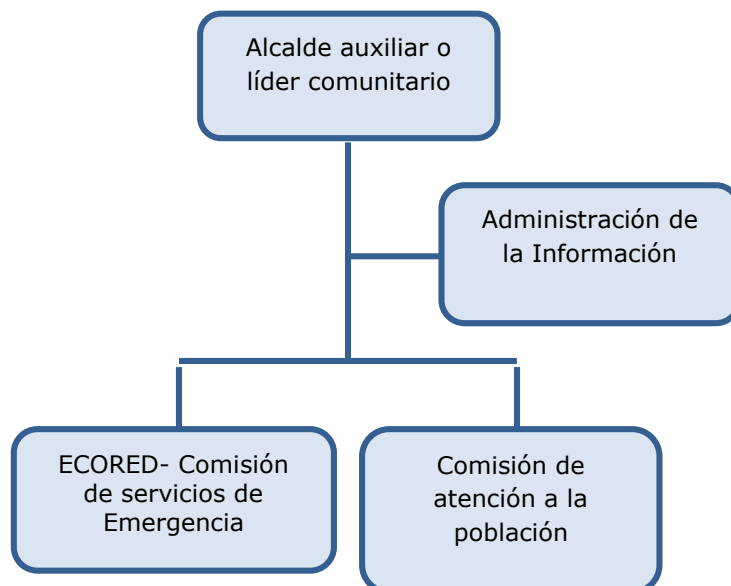 Alcalde auxiliar o
líder comunitario
Administración de
la Información
ECORED- Comisión
de servicios de
Emergencia
Comisión de
atención a la
población